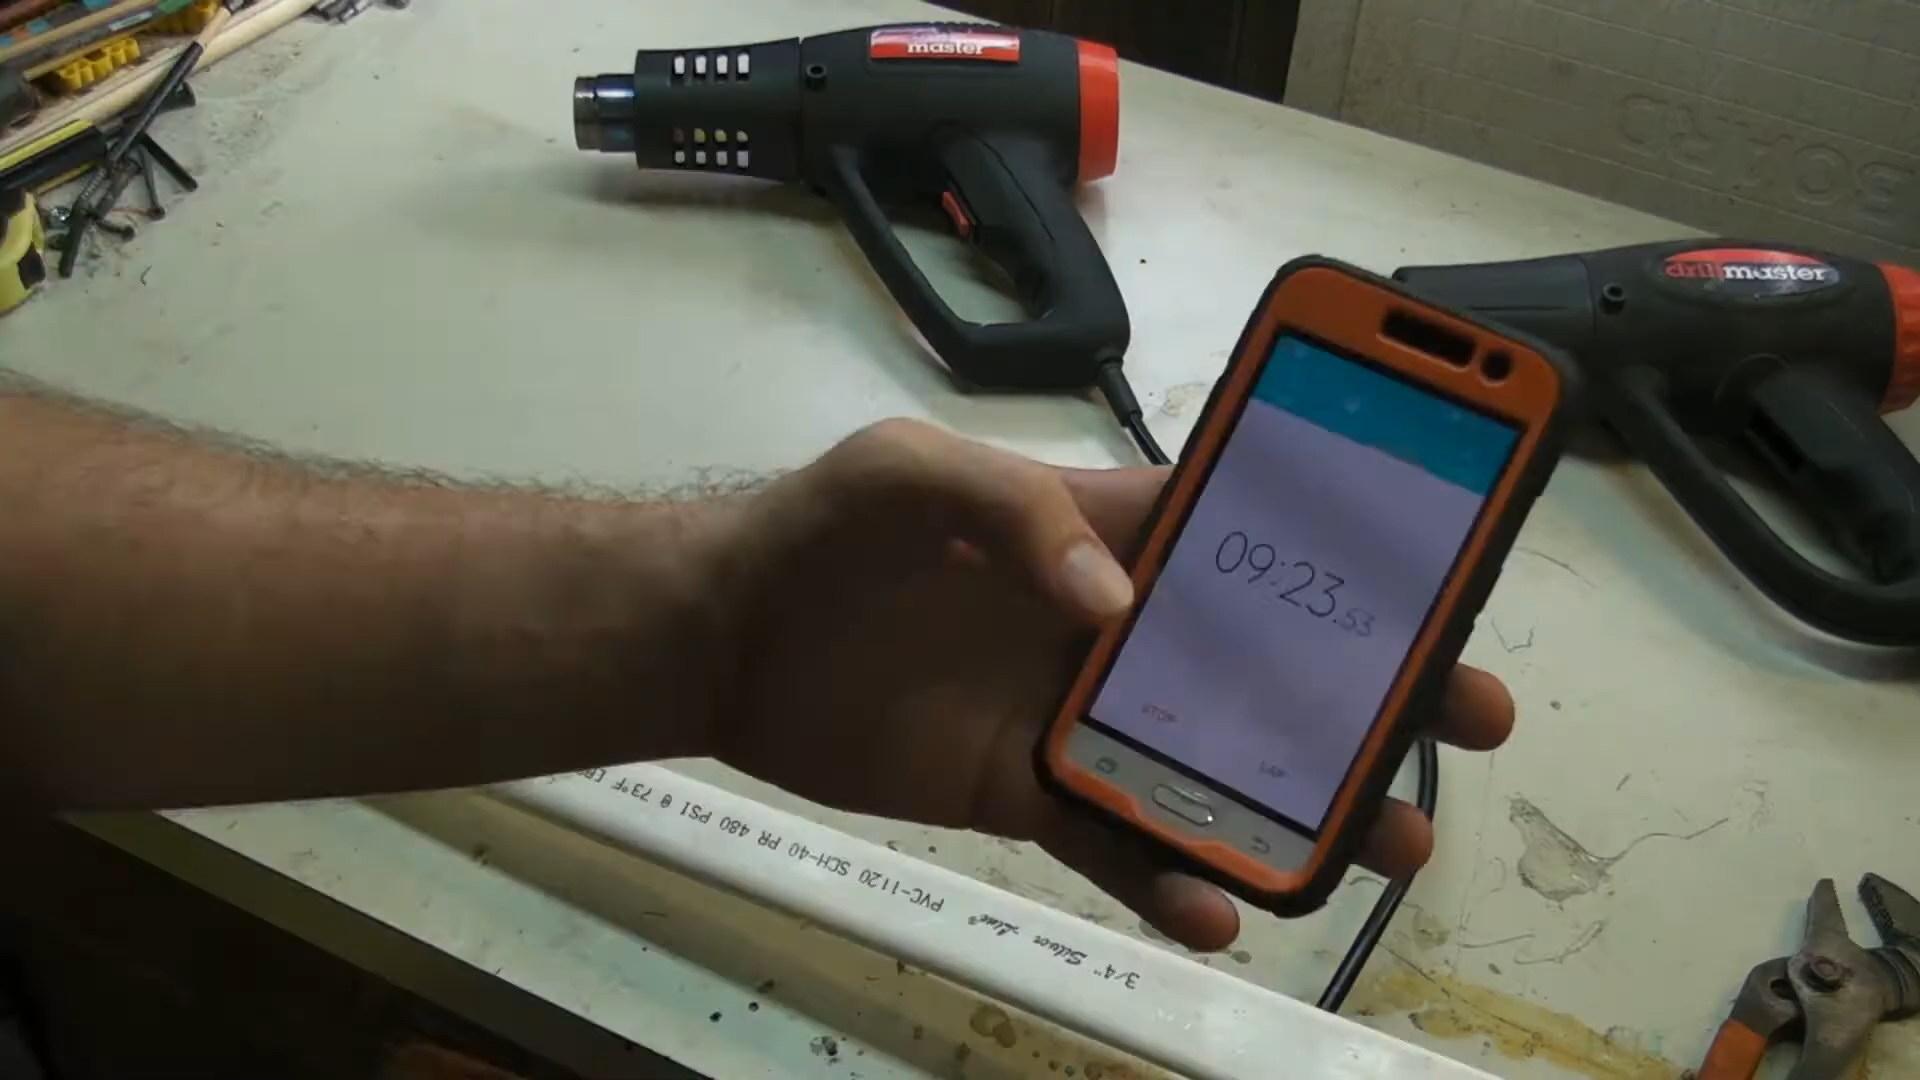 master
drillmaster
BOARD
09:23.53
STOP
LAP
3/4" Silver-Line® PVC-1120 SCH-40 PR 480 PSI @ 73°F